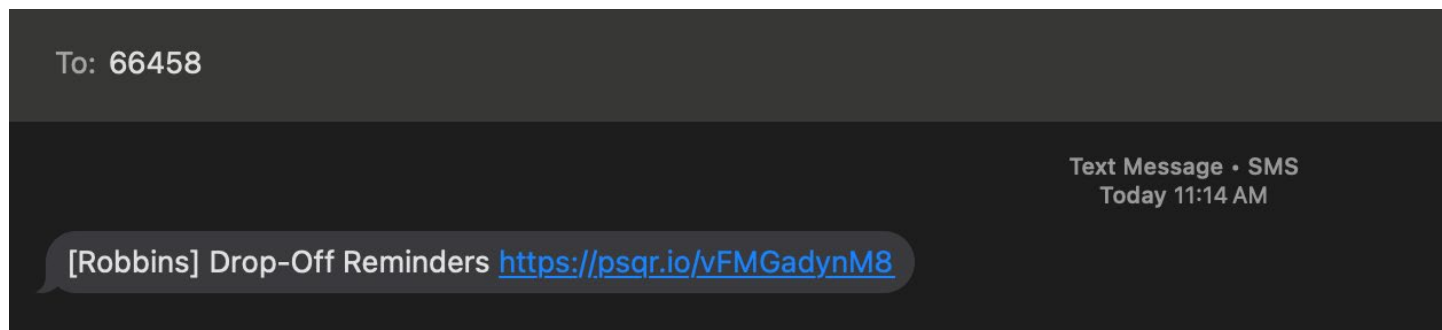 To: 66458
Text Message • SMS
Today 11:14 AM
[Robbins] Drop-Off Reminders https://psqr.io/vFMGadynM8